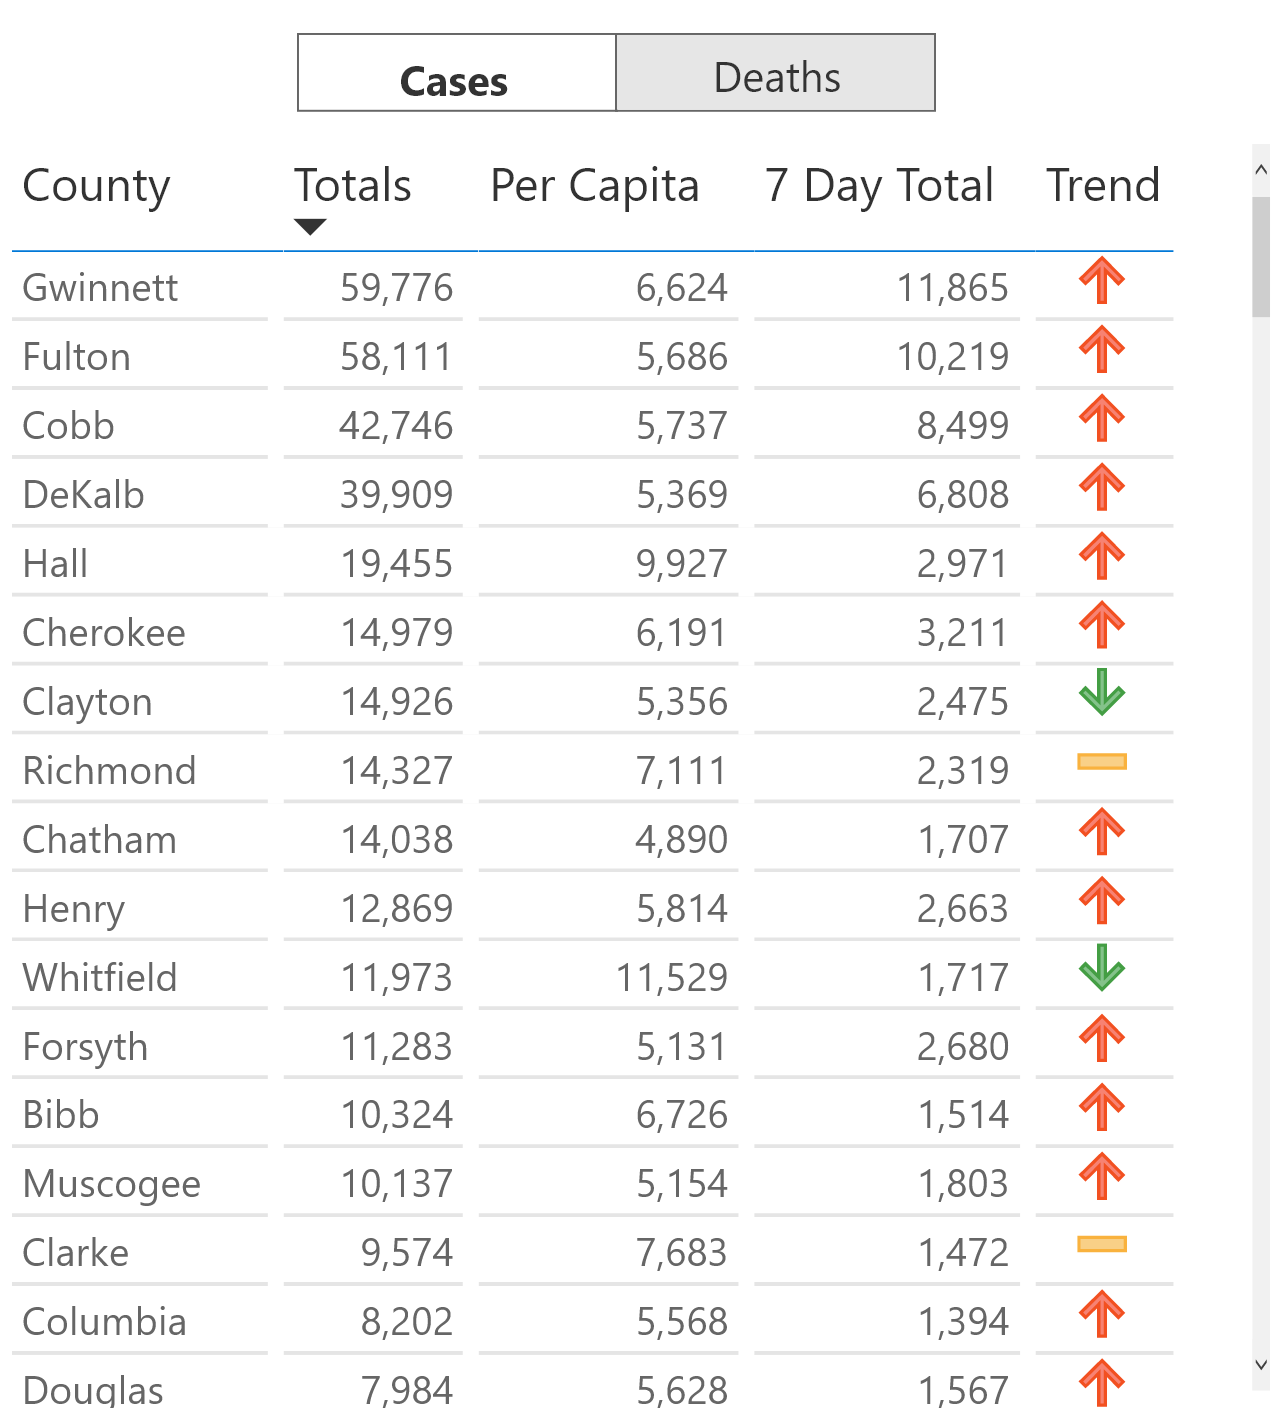 Cases Deaths
County Totals Per Capita 7 Day Total Trend
Gwinnett 59,776 6,624 11,865
Fulton 58,111 5,686 10,219
Cobb 42,746 5,737 8,499
DeKalb 39,909 5,369 6,808
Hall 19,455 9,927 2,971
Cherokee 14,979 6,191 3,211
Clayton 14,926 5,356 2,475
Richmond 14,327 7,111 2,319
Chatham 14,038 4,890 1,707
Henry 12,869 5,814 2,663
Whitfield 11,973 11,529 1,717
Forsyth 11,283 5,131 2,680
Bibb 10,324 6,726 1,514
Muscogee 10,137 5,154 1,803
Clarke 9,574 7,683 1,472
Columbia 8,202 5,568 1,394
Douglas 7,984 5,628 1,567